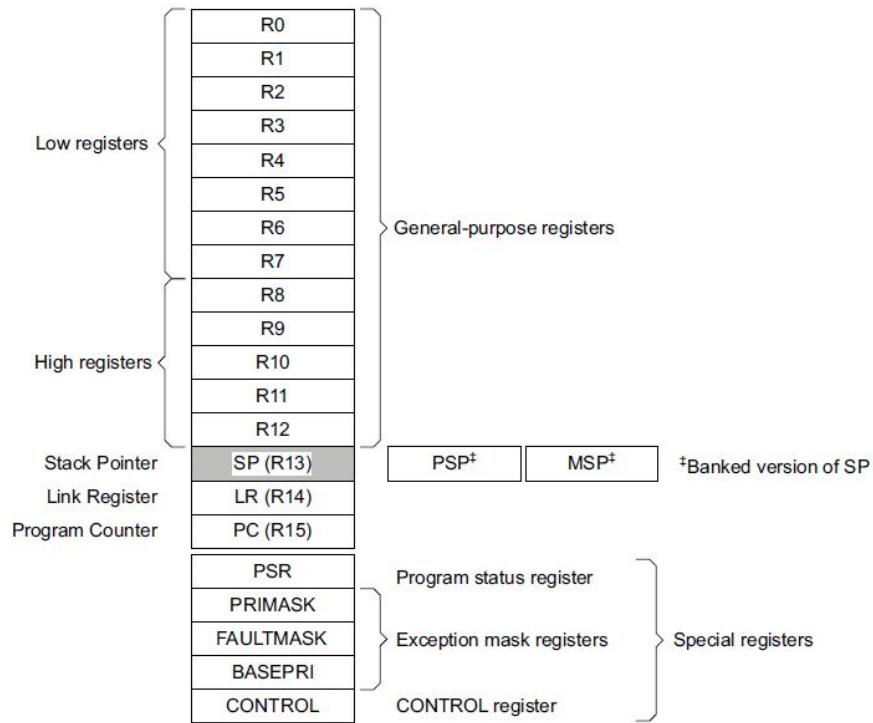 R0
R1
R2
R3
Low registers
R4
R5
R6
General-purpose registers
R7
R8
R9
High registers
R10
R11
R12
Stack Pointer SP (R13) PSP‡ MSP‡ ‡Banked version of SP
Link Register LR (R14)
Program Counter PC (R15)
PSR Program status register
PRIMASK
FAULTMASK Exception mask registers Special registers
BASEPRI
CONTROL CONTROL register